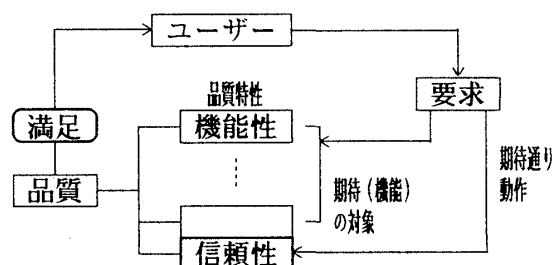 ユーザー
品質特性
要求
満足
機能性
期待通り
動作
品質
期待(機能)
の対象
信頼性